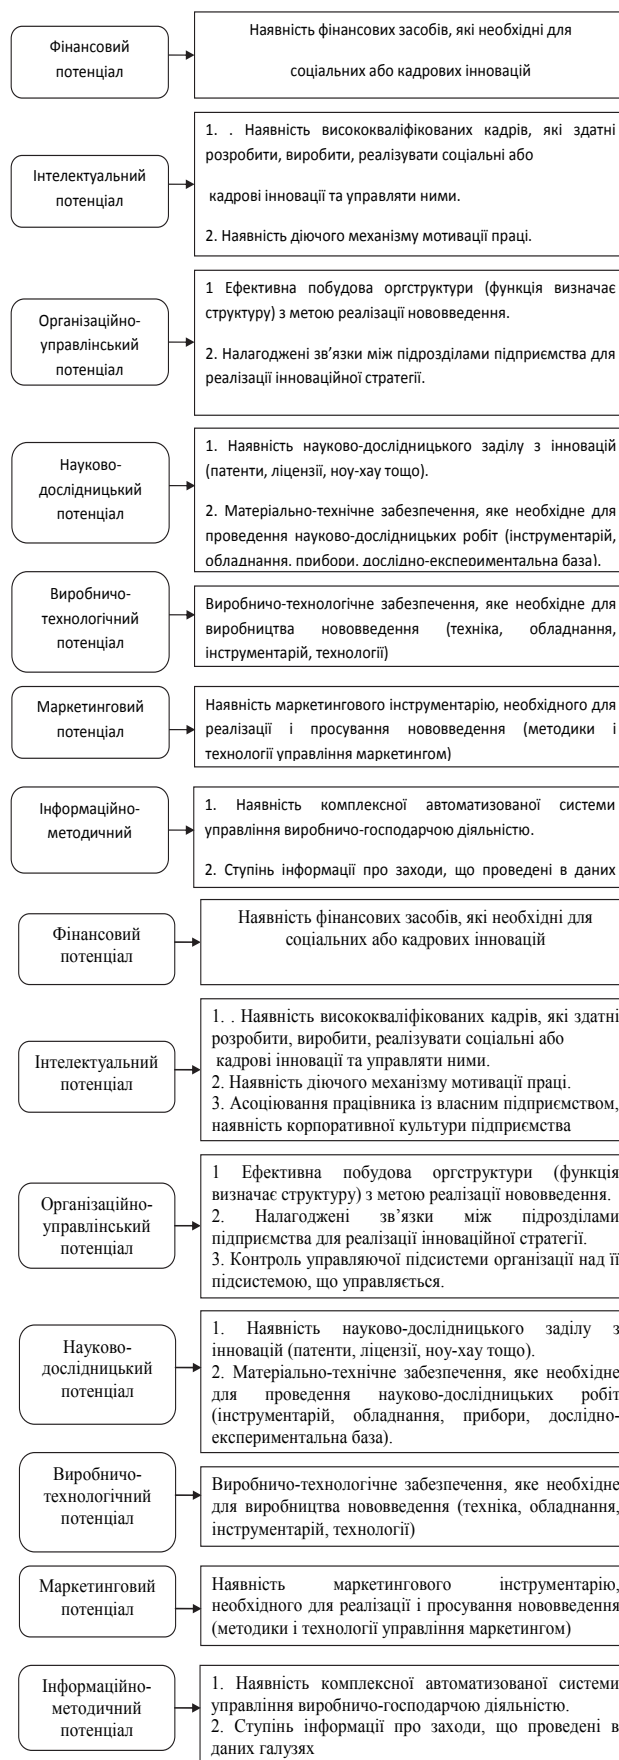 Фінансовий
потенціал
Наявність фінансових засобів, які необхідні для
соціальних або кадрових інновацій
Інтелектуальний
потенціал
1. . Наявність висококваліфікованих кадрів, які здатні
розробити, виробити, реалізувати соціальні або
кадрові інновації та управляти ними.
2. Наявність діючого механізму мотивації праці.
Організаційно-
управлінський
потенціал
1 Ефективна побудова оргструктури (функція визначає
структуру) з метою реалізації нововведення.
2. Налагоджені зв’язки між підрозділами підприємства для
реалізації інноваційної стратегії.
Науково-
дослідницький
потенціал
1. Наявність науково-дослідницького заділу з інновацій
(патенти, ліцензії, ноу-хау тощо).
2. Матеріально-технічне забезпечення, яке необхідне для
проведення науково-дослідницьких робіт (інструментарій,
обладнання, прибори, дослідно-експериментальна база).
Виробничо-
технологічний
потенціал
Виробничо-технологічне забезпечення, яке необхідне для
виробництва нововведення (техніка, обладнання,
інструментарій, технології)
Маркетинговий
потенціал
Наявність маркетингового інструментарію, необхідного для
реалізації і просування нововведення (методики і
технології управління маркетингом)
Інформаційно-
методичний
1. Наявність комплексної автоматизованої системи
управління виробничо-господарчою діяльністю.
2. Ступінь інформації про заходи, що проведені в даних
Фінансовий
потенціал
Наявність фінансових засобів, які необхідні для
соціальних або кадрових інновацій
Інтелектуальний
потенціал
1. . Наявність висококваліфікованих кадрів, які здатні
розробити, виробити, реалізувати соціальні або
кадрові інновації та управляти ними.
2. Наявність діючого механізму мотивації праці.
3. Асоціювання працівника із власним підприємством,
наявність корпоративної культури підприємства
Організаційно-
управлінський
потенціал
1 Ефективна побудова оргструктури (функція
визначає структуру) з метою реалізації нововведення.
2. Налагоджені зв’язки між підрозділами
підприємства для реалізації інноваційної стратегії.
3. Контроль управляючої підсистеми організації над її
підсистемою, що управляється.
Науково-
дослідницький
потенціал
1. Наявність науково-дослідницького заділу з
інновацій (патенти, ліцензії, ноу-хау тощо).
2. Матеріально-технічне забезпечення, яке необхідне
для проведення науково-дослідницьких робіт
(інструментарій, обладнання, прибори, дослідно-
експериментальна база).
Виробничо-
технологічний
потенціал
Виробничо-технологічне забезпечення, яке необхідне
для виробництва нововведення (техніка, обладнання,
інструментарій, технології)
Маркетинговий
потенціал
Наявність маркетингового інструментарію,
необхідного для реалізації і просування нововведення
(методики і технології управління маркетингом)
Інформаційно-
методичний
потенціал
1. Наявність комплексної автоматизованої системи
управління виробничо-господарчою діяльністю.
2. Ступінь інформації про заходи, що проведені в
даних галузях